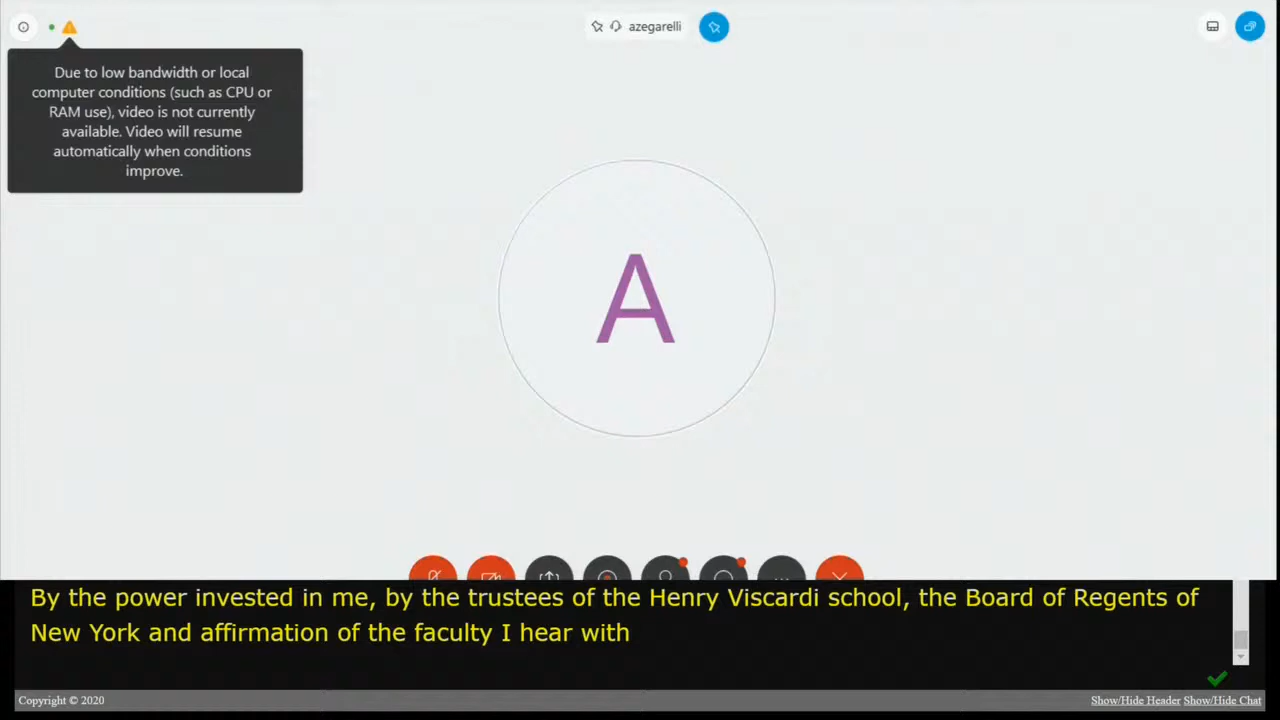 azegarelli
Due to low bandwidth or local
computer conditions (such as CPU or
RAM use), video is not currently
available. Video will resume
automatically when conditions
improve.
A
By the power invested in me, by the trustees of the Henry Viscardi school, the Board of Regents of
New York and affirmation of the faculty I hear with
Copyright © 2020
Show/Hide Header Show/Hide Chat